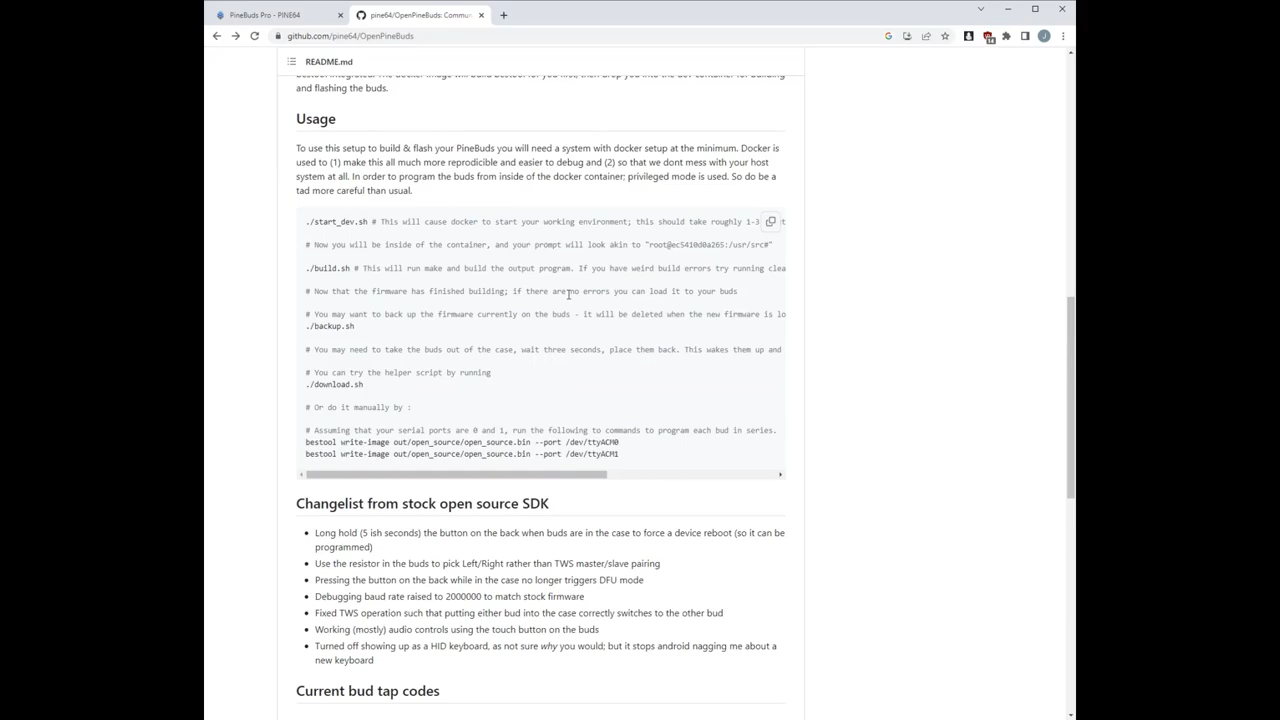 PineBuds Pro - PINE64
pine64/OpenPineBuds: Commu
github.com/pine64/OpenPineBuds
14
J
README.md
and flashing the buds.
Usage
To use this setup to build & flash your PineBuds you will need a system with docker setup at the minimum. Docker is
used to (1) make this all much more reprodicible and easier to debug and (2) so that we dont mess with your host
system at all. In order to program the buds from inside of the docker container; privileged mode is used. So do be a
tad more careful than usual.
./start_dev.sh # This will cause docker to start your working environment; this should take roughly 1-3
# Now you will be inside of the container, and your prompt will look akin to "root@ec5410d0a265:/usr/src#"
./build.sh # This will run make and build the output program. If you have weird build errors try running clea
# Now that the firmware has finished building; if there are no errors you can load it to your buds
# You may want to back up the firmware currently on the buds - it will be deleted when the new firmware is lo
./backup.sh
# You may need to take the buds out of the case, wait three seconds, place them back. This wakes them up and
# You can try the helper script by running
./download.sh
# Or do it manually by :
# Assuming that your serial ports are 0 and 1, run the following to commands to program each bud in series.
bestool write-image out/open_source/open_source.bin --port /dev/ttyACM0
bestool write-image out/open_source/open_source.bin --port /dev/ttyACM1
Changelist from stock open source SDK
• Long hold (5 ish seconds) the button on the back when buds are in the case to force a device reboot (so it can be
programmed)
• Use the resistor in the buds to pick Left/Right rather than TWS master/slave pairing
• Pressing the button on the back while in the case no longer triggers DFU mode
• Debugging baud rate raised to 2000000 to match stock firmware
• Fixed TWS operation such that putting either bud into the case correctly switches to the other bud
• Working (mostly) audio controls using the touch button on the buds
• Turned off showing up as a HID keyboard, as not sure why you would; but it stops android nagging me about a
new keyboard
Current bud tap codes